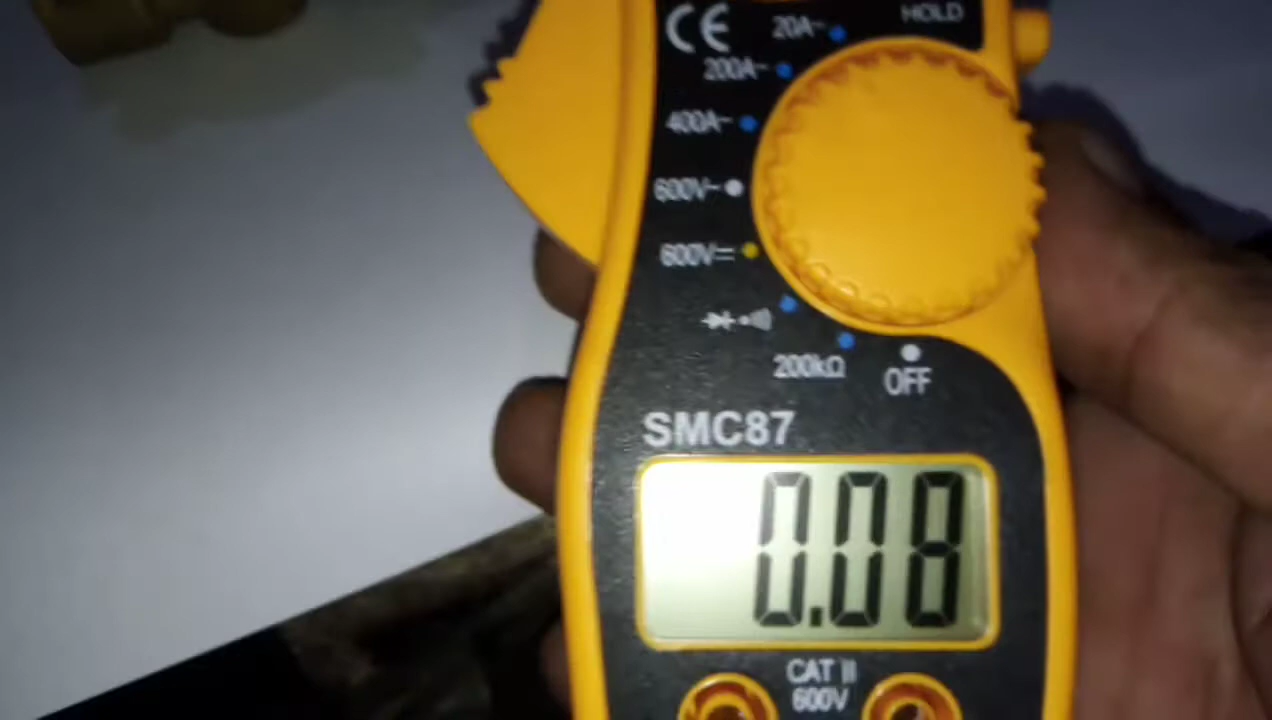 CE
HOLD
20A~
200A~
400A~
600V~
600V⎓
200kΩ
OFF
SMC87
0.08
CAT II
600V